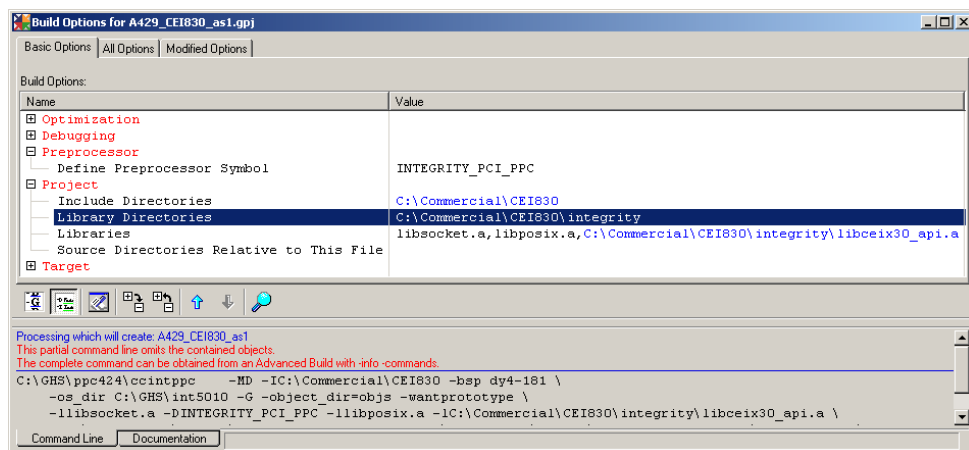 Build Options for A429_CEI830_as1.gpj
Basic Options All Options Modified Options
Build Options:
Name Value
Optimization
Debugging
Preprocessor
Define Preprocessor Symbol INTEGRITY_PCI_PPC
Project
Include Directories C:\Commercial\CEI830
Library Directories C:\Commercial\CEI830\integrity
Libraries libsocket.a,libposix.a,C:\Commercial\CEI830\integrity\libceix30_api.a
Source Directories Relative to This File
Target
Processing which will create: A429_CEI830_as1
This partial command line omits the contained objects.
The complete command can be obtained from an Advanced Build with -info -commands.
C:\GHS\ppc424\ccintppc -MD -IC:\Commercial\CEI830 -bsp dy4-181 \
-os_dir C:\GHS\int5010 -G -object_dir=objs -wantprototype \
-llibsocket.a -DINTEGRITY_PCI_PPC -llibposix.a -lC:\Commercial\CEI830\integrity\libceix30_api.a \
Command Line Documentation